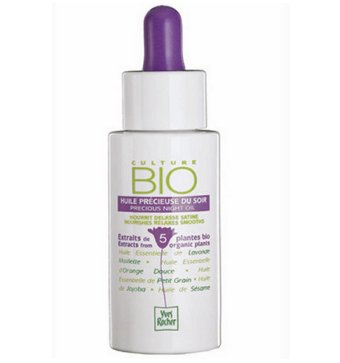 CULTURE
BIO
HUILE PRÉCIEUSE DU SOIR
PRECIOUS NIGHT OIL
NOURRIT DELASSE SATINE
NOURISHES RELAXES SMOOTHS
Extraits de 5 plantes bio
Extracts from organic plants
Huile Essentielle de Lavande
Maillette • Huile Essentielle
d'Orange Douce • Huile
Essentielle de Petit Grain • Huile
de Jojoba • Huile de Sésame
Yves
Rocher